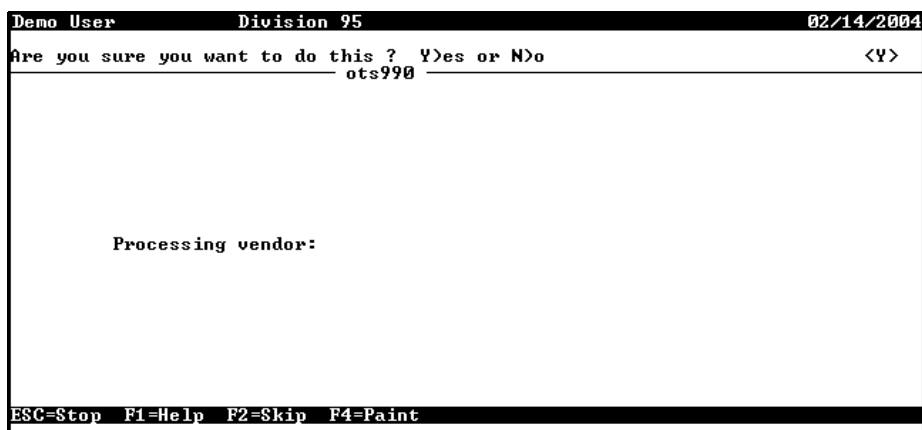 Demo User Division 95 02/14/2004
Are you sure you want to do this ? Y)es or N)o <Y>
ots990
Processing vendor:
ESC=Stop F1=Help F2=Skip F4=Paint